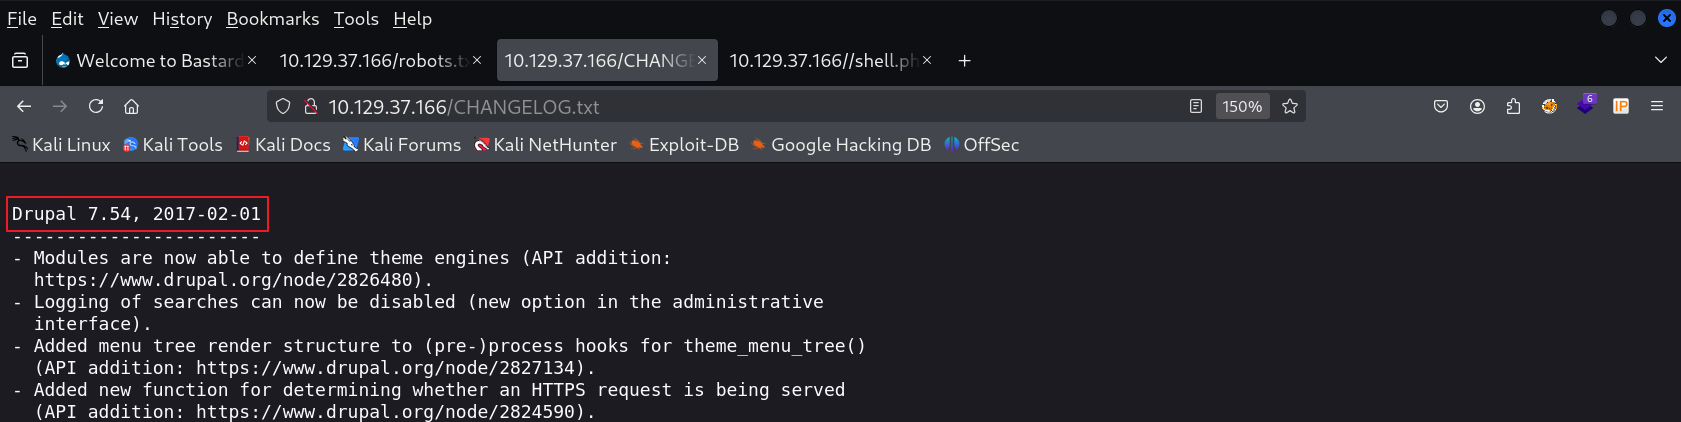 File Edit View History Bookmarks Tools Help
Welcome to Bastard 10.129.37.166/robots.tx 10.129.37.166/CHANGE 10.129.37.166//shell.ph
10.129.37.166/CHANGELOG.txt 150% 6 IP
Kali Linux Kali Tools Kali Docs Kali Forums Kali NetHunter Exploit-DB Google Hacking DB OffSec
Drupal 7.54, 2017-02-01
-----------------------
- Modules are now able to define theme engines (API addition:
https://www.drupal.org/node/2826480).
- Logging of searches can now be disabled (new option in the administrative
interface).
- Added menu tree render structure to (pre-)process hooks for theme_menu_tree()
(API addition: https://www.drupal.org/node/2827134).
- Added new function for determining whether an HTTPS request is being served
(API addition: https://www.drupal.org/node/2824590).